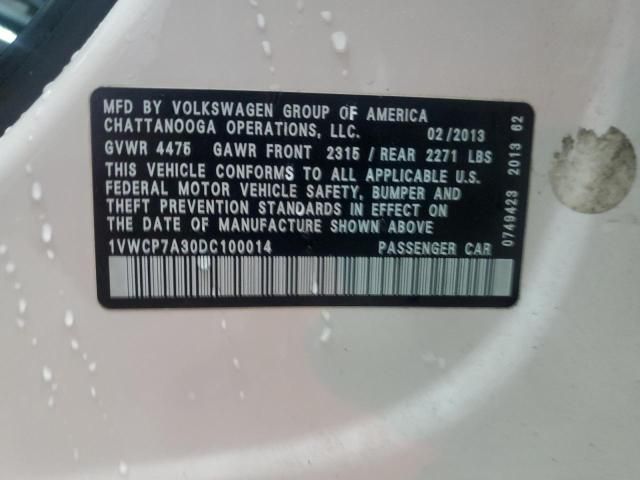 MFD BY VOLKSWAGEN GROUP OF AMERICA
CHATTANOOGA OPERATIONS, LLC. 02/2013
GVWR 4475 GAWR FRONT 2315 / REAR 2271 LBS
THIS VEHICLE CONFORMS TO ALL APPLICABLE U.S.
FEDERAL MOTOR VEHICLE SAFETY, BUMPER AND
THEFT PREVENTION STANDARDS IN EFFECT ON
THE DATE OF MANUFACTURE SHOWN ABOVE
1VWCP7A30DC100014 PASSENGER CAR
0749423 2013 62